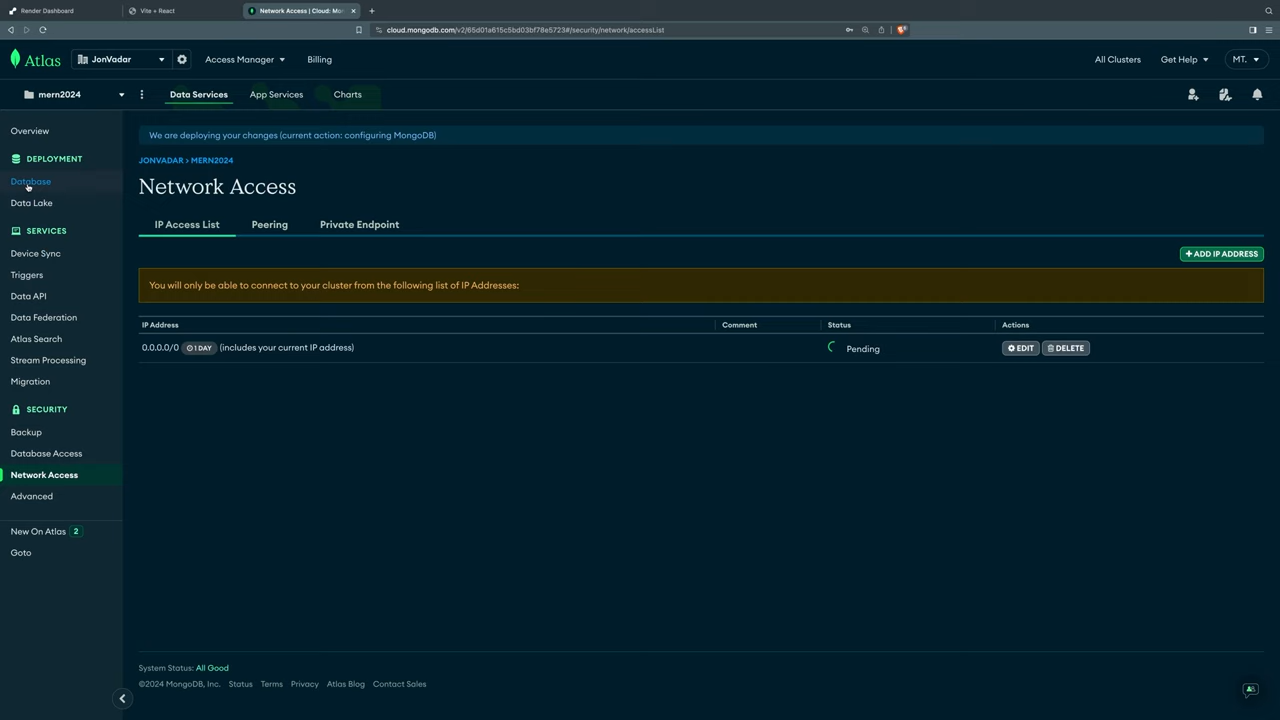 Render Dashboard
Vite + React
Network Access | Cloud: Mon
cloud.mongodb.com/v2/65d01a615c5bd03bf78e5723#/security/network/accessList
Atlas
JonVadar
Access Manager
Billing
All Clusters
Get Help
MT.
mern2024
Data Services
App Services
Charts
Overview
DEPLOYMENT
Database
Data Lake
SERVICES
Device Sync
Triggers
Data API
Data Federation
Atlas Search
Stream Processing
Migration
SECURITY
Backup
Database Access
Network Access
Advanced
New On Atlas 2
Goto
We are deploying your changes (current action: configuring MongoDB)
JONVADAR > MERN2024
Network Access
IP Access List
Peering
Private Endpoint
+ ADD IP ADDRESS
You will only be able to connect to your cluster from the following list of IP Addresses:
IP Address
Comment
Status
Actions
0.0.0.0/0 1 DAY (includes your current IP address)
Pending
EDIT
DELETE
System Status: All Good
©2024 MongoDB, Inc.
Status
Terms
Privacy
Atlas Blog
Contact Sales